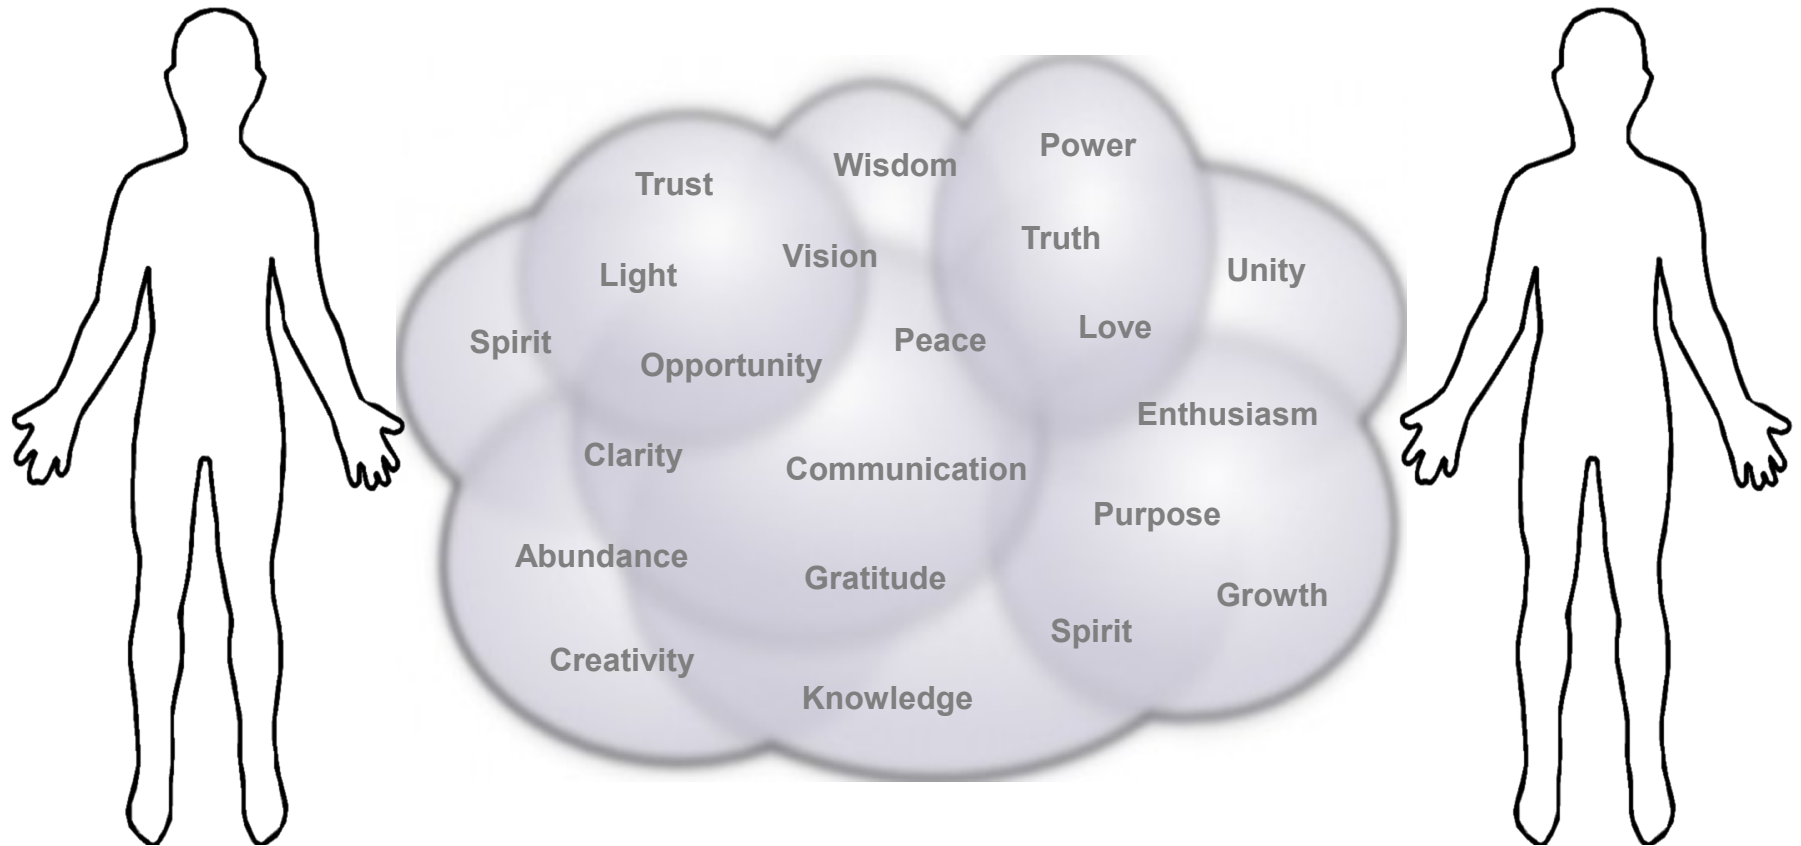 Power
Wisdom
Trust
Truth
Vision
Unity
Light
Love
Peace
Spirit
Opportunity
Enthusiasm
Clarity
Communication
Purpose
Abundance
Gratitude
Growth
Spirit
Creativity
Knowledge